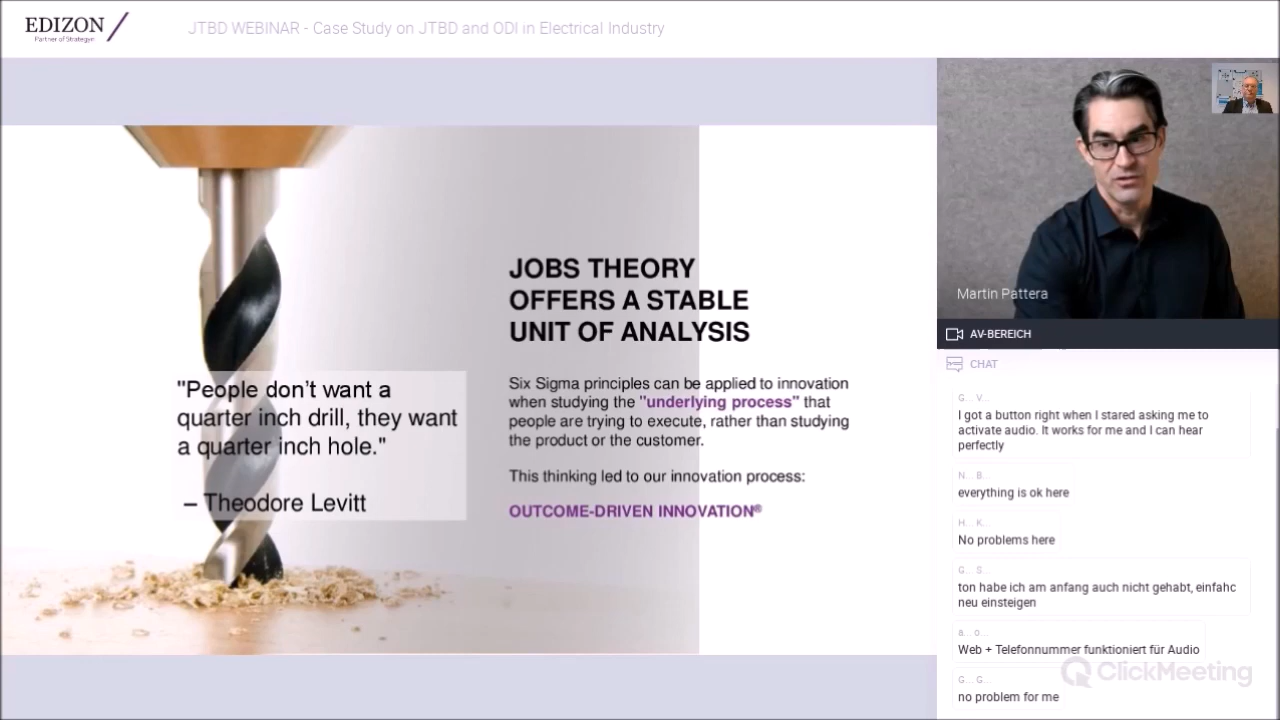 EDIZON
Partner of Strategyn
JTBD WEBINAR - Case Study on JTBD and ODI in Electrical Industry
"People don't want a
quarter inch drill, they want
a quarter inch hole."
– Theodore Levitt
JOBS THEORY
OFFERS A STABLE
UNIT OF ANALYSIS
Six Sigma principles can be applied to innovation
when studying the "underlying process" that
people are trying to execute, rather than studying
the product or the customer.
This thinking led to our innovation process:
OUTCOME-DRIVEN INNOVATION®
Martin Pattera
AV-BEREICH
CHAT
G... V...
I got a button right when I stared asking me to
activate audio. It works for me and I can hear
perfectly
N... B...
everything is ok here
H... K...
No problems here
G... S...
ton habe ich am anfang auch nicht gehabt, einfahc
neu einsteigen
a... o...
Web + Telefonnummer funktioniert für Audio
G... G...
no problem for me
ClickMeeting